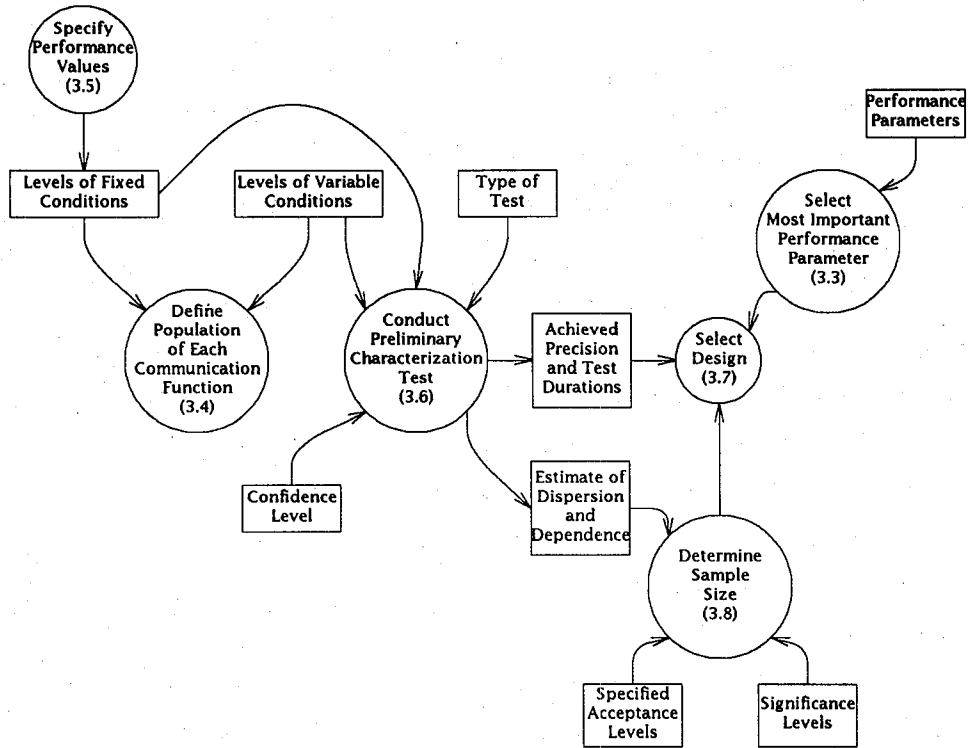 Specify
Performance
Values
(3.5)
Performance
Parameters
Levels of Fixed
Conditions
Levels of Variable
Conditions
Type of
Test
Select
Most Important
Performance
Parameter
(3.3)
Define
Population
of Each
Communication
Function
(3.4)
Conduct
Preliminary
Characterization
Test
(3.6)
Achieved
Precision
and Test
Durations
Select
Design
(3.7)
Confidence
Level
Estimate of
Dispersion
and
Dependence
Determine
Sample
Size
(3.8)
Specified
Acceptance
Levels
Significance
Levels